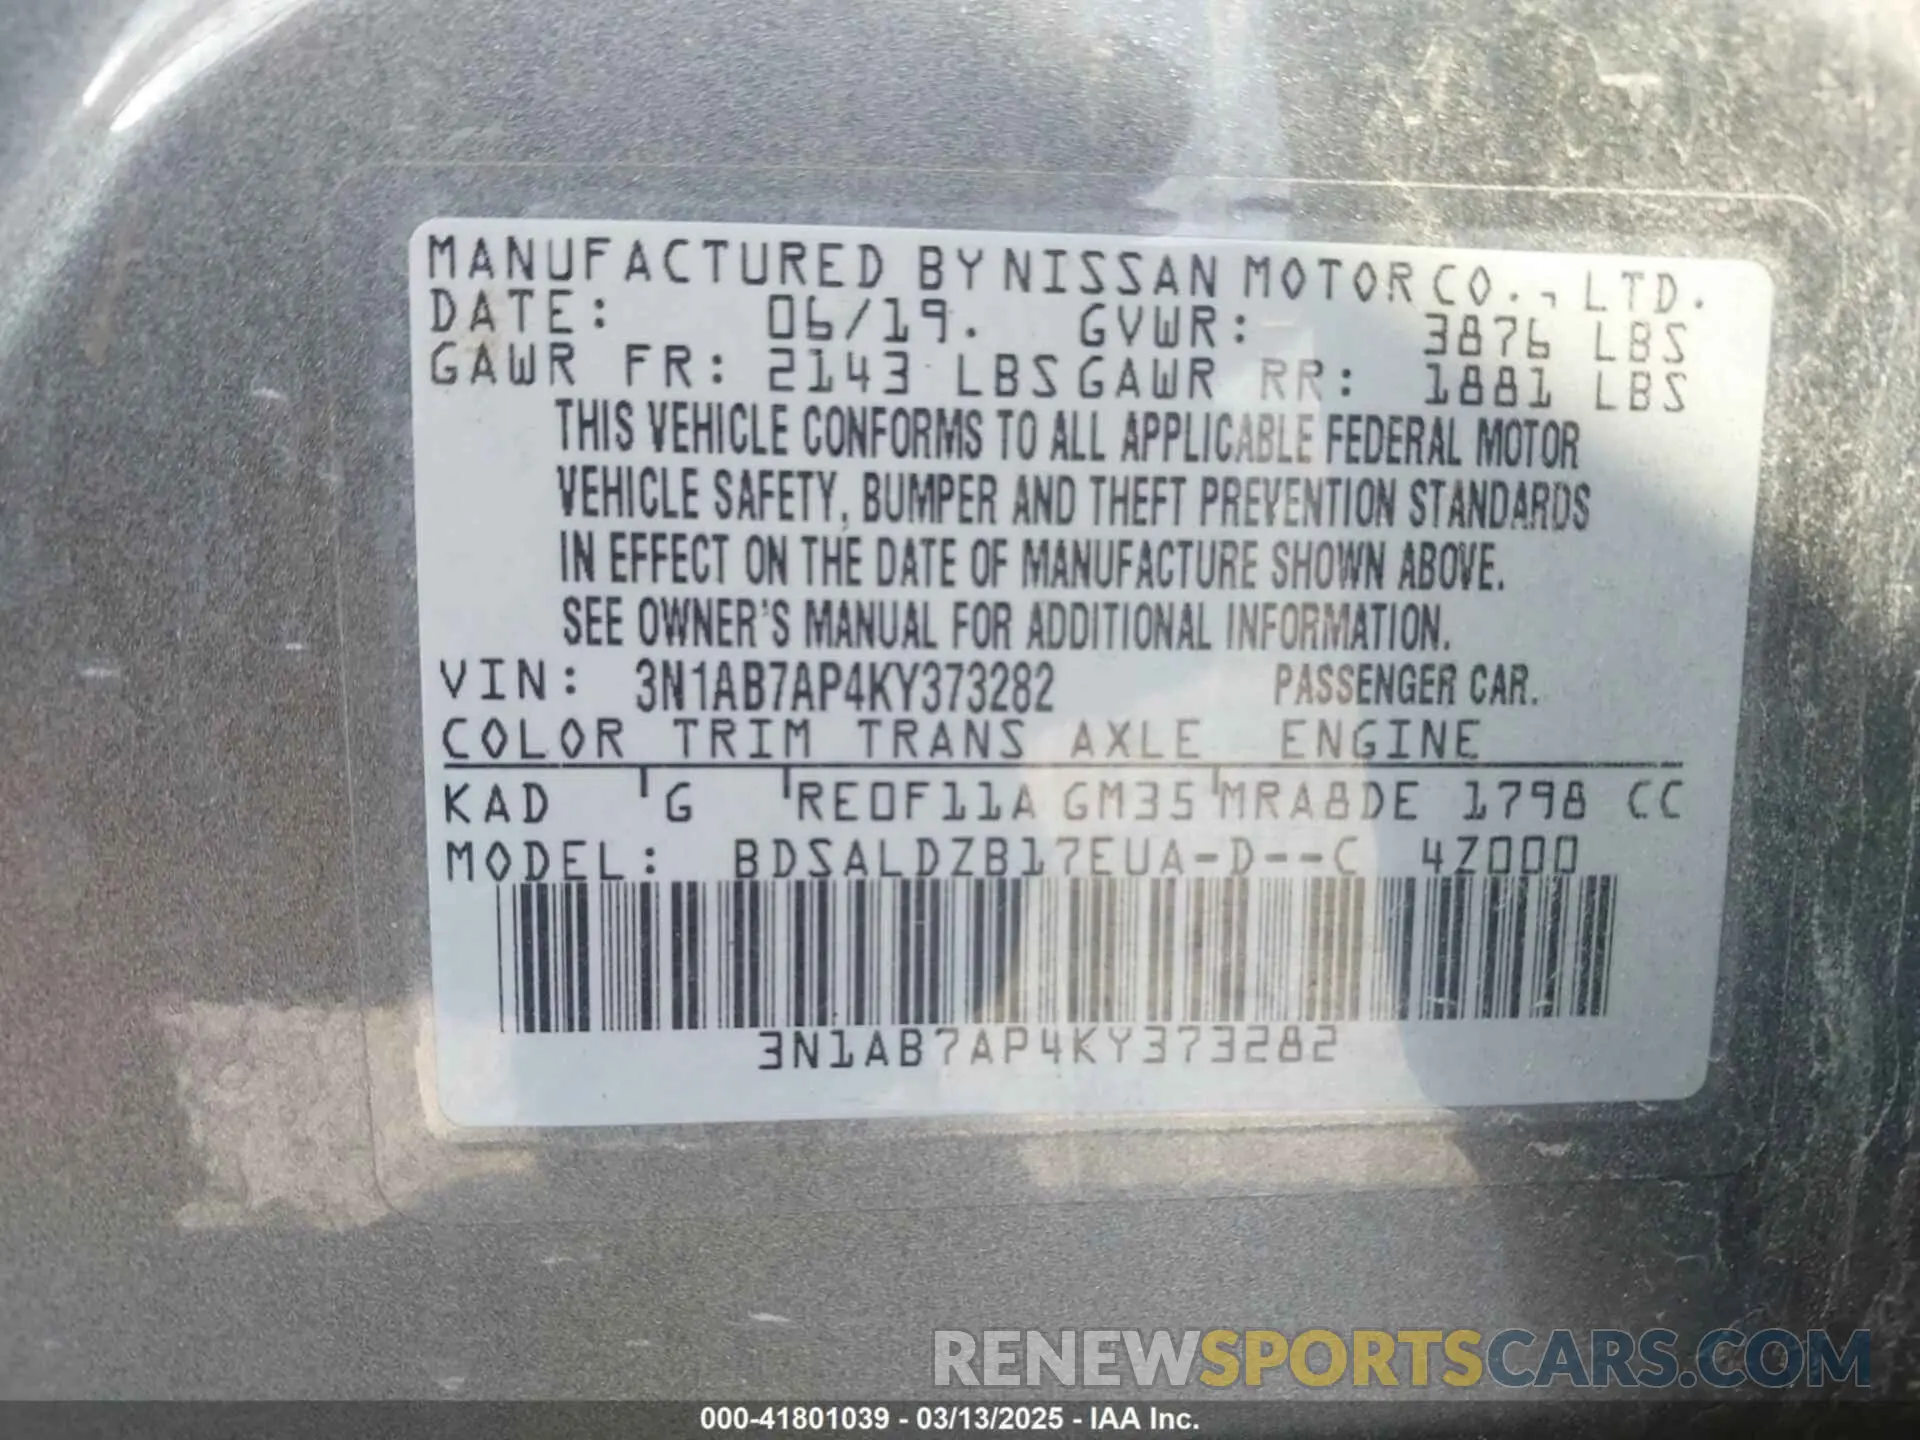 MANUFACTURED BY NISSAN MOTOR CO., LTD.
DATE: 06/19. GVWR: 3876 LBS
GAWR FR: 2143 LBS GAWR RR: 1881 LBS
THIS VEHICLE CONFORMS TO ALL APPLICABLE FEDERAL MOTOR
VEHICLE SAFETY, BUMPER AND THEFT PREVENTION STANDARDS
IN EFFECT ON THE DATE OF MANUFACTURE SHOWN ABOVE.
SEE OWNER'S MANUAL FOR ADDITIONAL INFORMATION.
VIN: 3N1AB7AP4KY373282 PASSENGER CAR.
COLOR TRIM TRANS AXLE ENGINE
KAD G RE0F11A GM35 MRA8DE 1798 CC
MODEL: BDSALDZB17EUA-D--C 4Z000
3N1AB7AP4KY373282
RENEWSPORTSCARS.COM
000-41801039 - 03/13/2025 - IAA Inc.